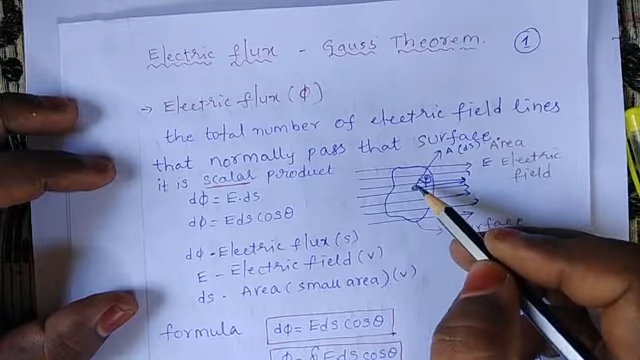 Electric flux - Gauss Theorem. 1
→ Electric flux (ϕ)
the total number of electric field lines
that normally pass that surface.
it is scalar product
dϕ = E.ds
dϕ = Eds cosθ
A (ds) Area
E Electric
field
dϕ - Electric flux (s)
E - Electric field (v)
ds - Area (small area) (v)
formula
dϕ = Eds cosθ